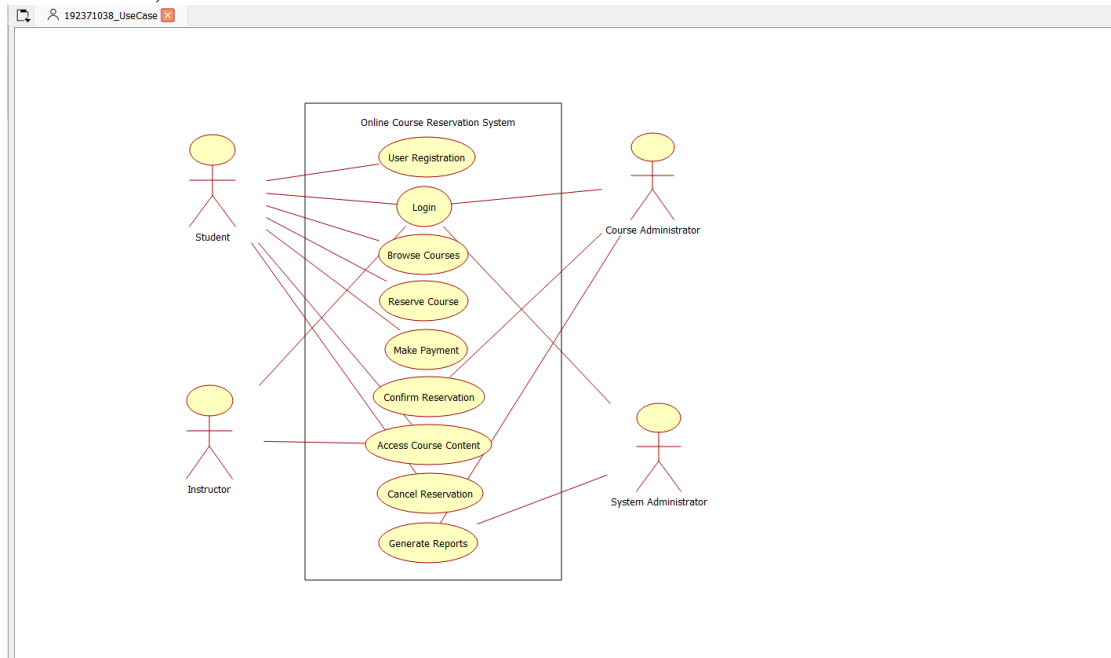 192371038_UseCase
Online Course Reservation System
User Registration
Login
Student
Course Administrator
Browse Courses
Reserve Course
Make Payment
Confirm Reservation
Access Course Content
Instructor
Cancel Reservation
System Administrator
Generate Reports